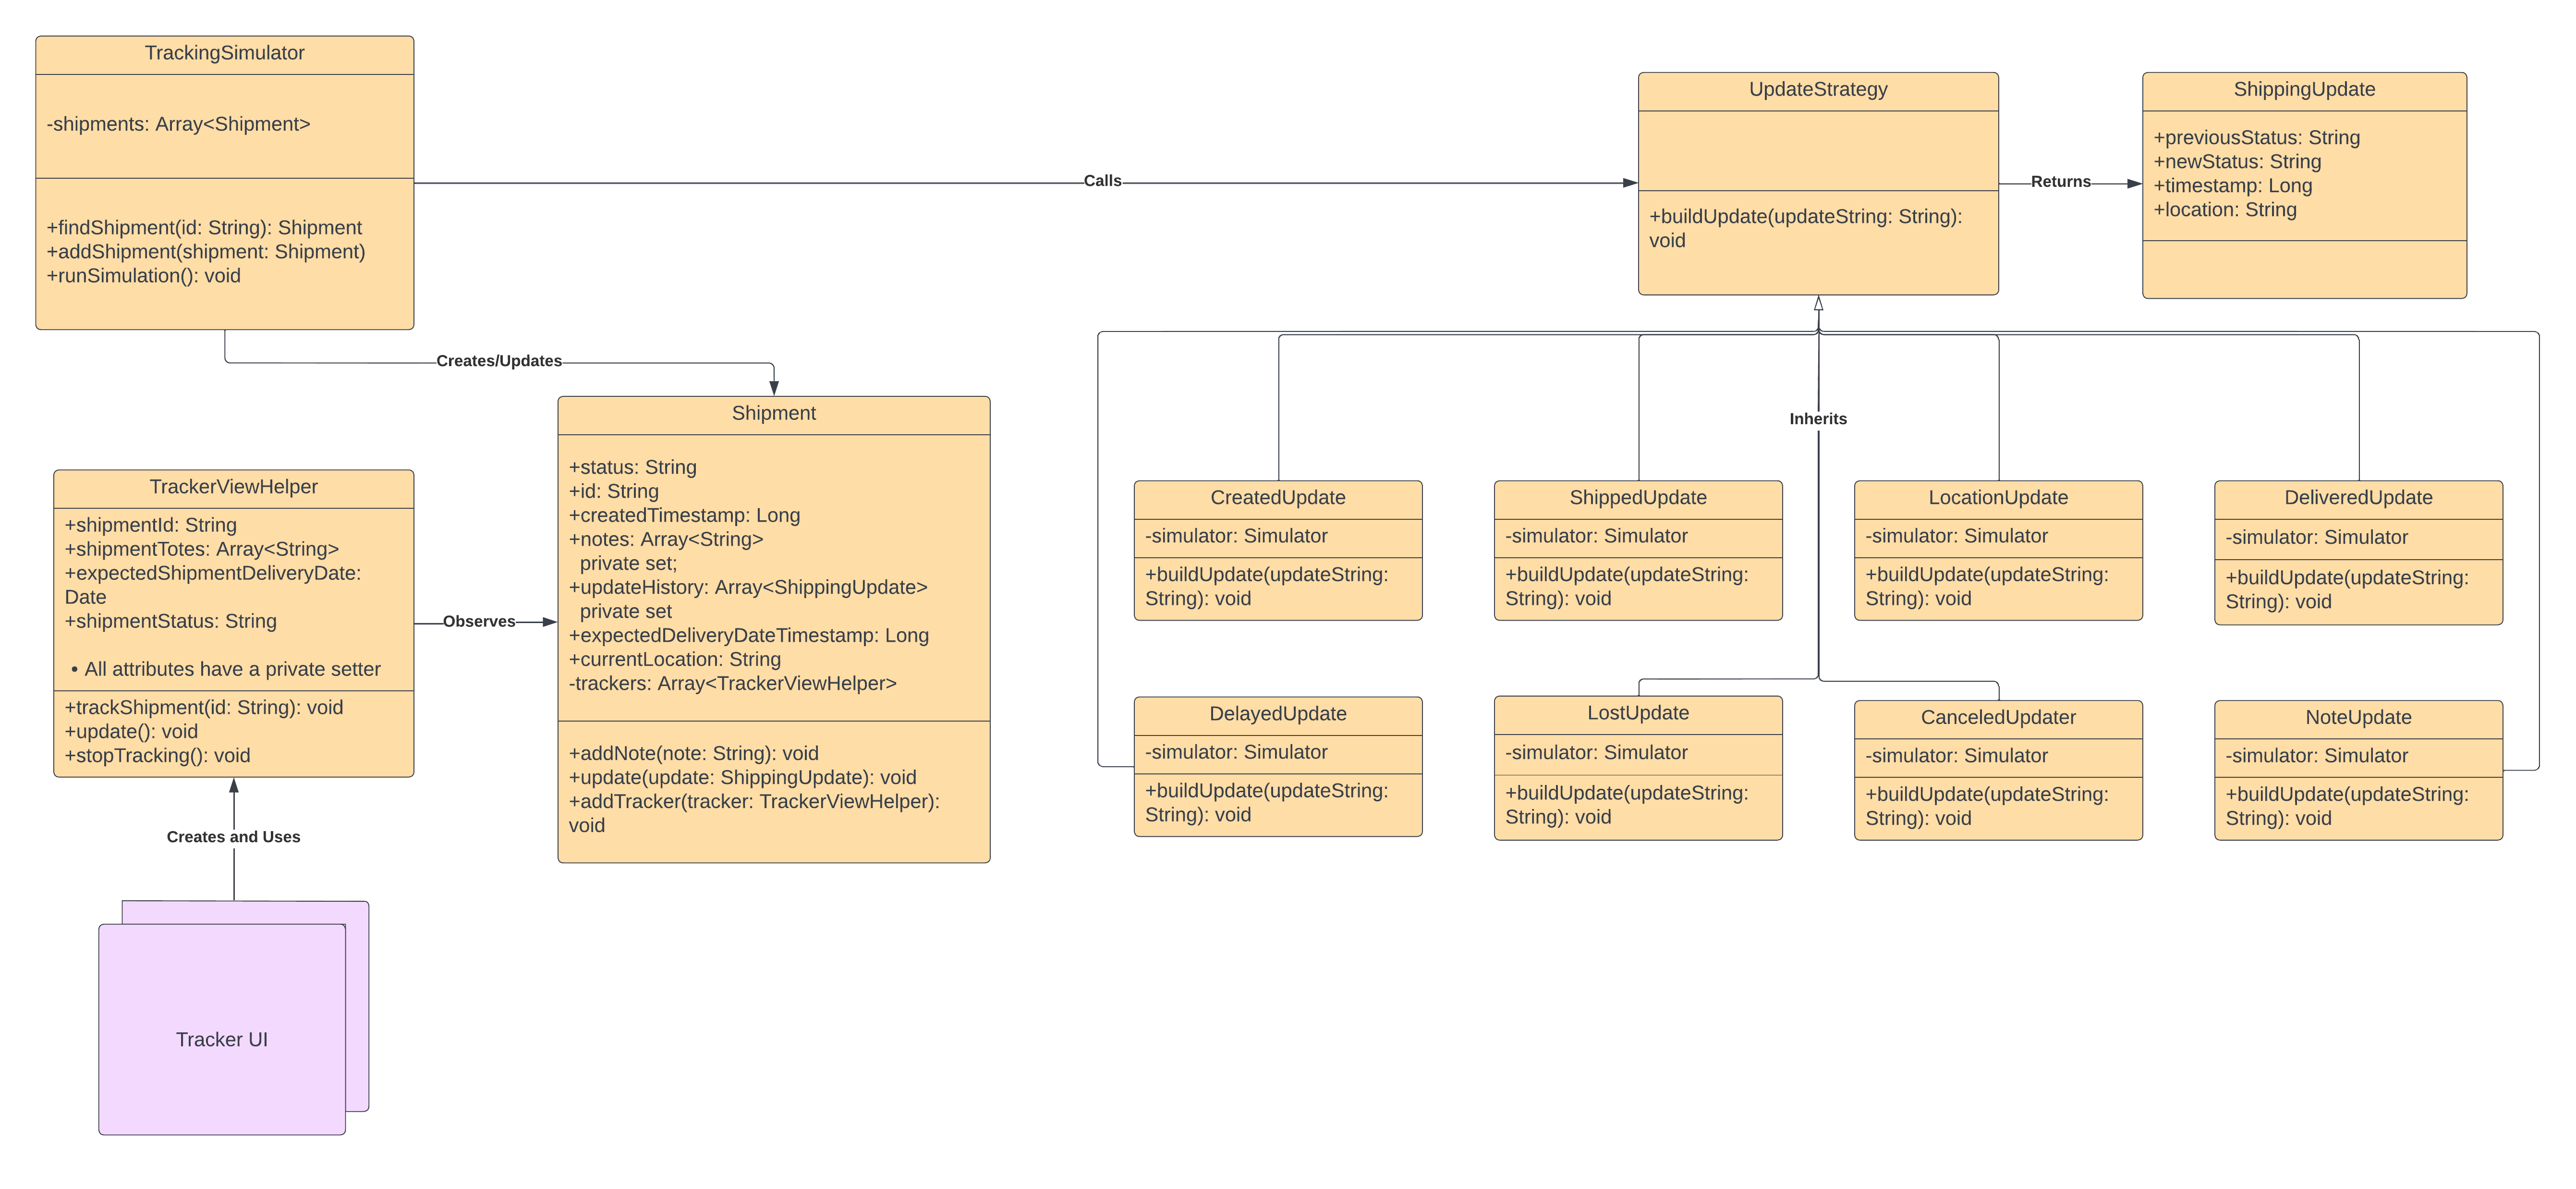 TrackingSimulator
-shipments: Array<Shipment>
+findShipment(id: String): Shipment
+addShipment(shipment: Shipment)
+runSimulation(): void
Calls
UpdateStrategy
+buildUpdate(updateString: String):
void
Returns
ShippingUpdate
+previousStatus: String
+newStatus: String
+timestamp: Long
+location: String
Creates/Updates
Shipment
+status: String
+id: String
+createdTimestamp: Long
+notes: Array<String>
private set;
+updateHistory: Array<ShippingUpdate>
private set
+expectedDeliveryDateTimestamp: Long
+currentLocation: String
-trackers: Array<TrackerViewHelper>
+addNote(note: String): void
+update(update: ShippingUpdate): void
+addTracker(tracker: TrackerViewHelper):
void
TrackerViewHelper
+shipmentId: String
+shipmentTotes: Array<String>
+expectedShipmentDeliveryDate:
Date
+shipmentStatus: String
• All attributes have a private setter
+trackShipment(id: String): void
+update(): void
+stopTracking(): void
Observes
Creates and Uses
Tracker UI
Inherits
CreatedUpdate
-simulator: Simulator
+buildUpdate(updateString:
String): void
ShippedUpdate
-simulator: Simulator
+buildUpdate(updateString:
String): void
LocationUpdate
-simulator: Simulator
+buildUpdate(updateString:
String): void
DeliveredUpdate
-simulator: Simulator
+buildUpdate(updateString:
String): void
DelayedUpdate
-simulator: Simulator
+buildUpdate(updateString:
String): void
LostUpdate
-simulator: Simulator
+buildUpdate(updateString:
String): void
CanceledUpdater
-simulator: Simulator
+buildUpdate(updateString:
String): void
NoteUpdate
-simulator: Simulator
+buildUpdate(updateString:
String): void